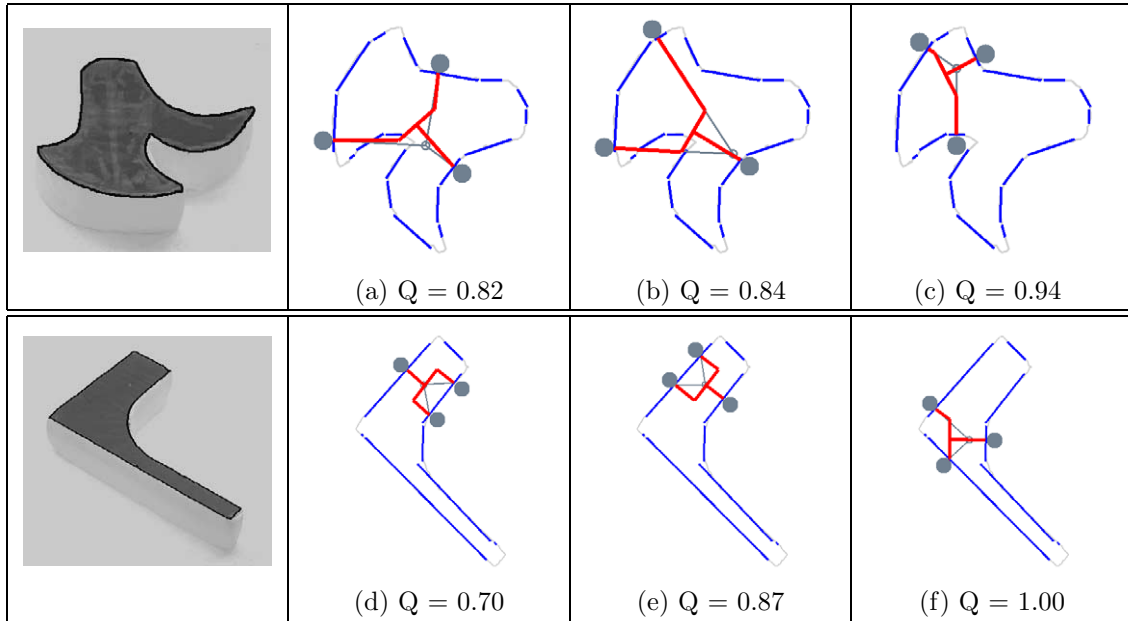 (a) Q = 0.82
(b) Q = 0.84
(c) Q = 0.94
(d) Q = 0.70
(e) Q = 0.87
(f) Q = 1.00